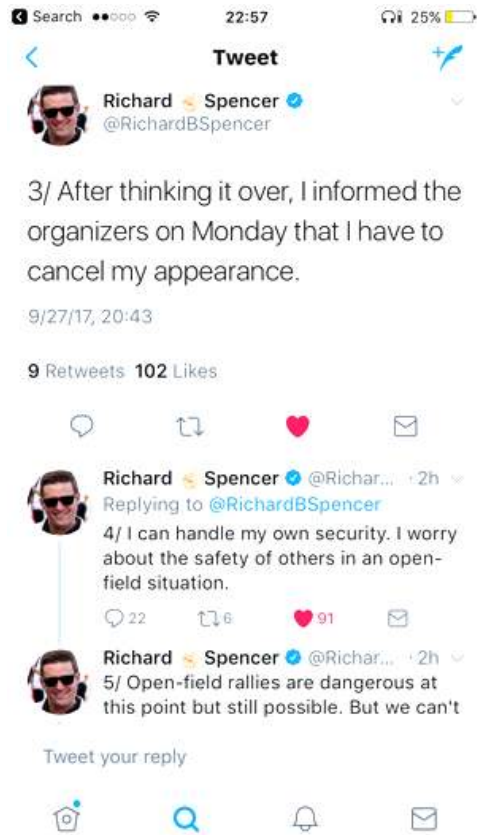 Search 22:57 25%
Tweet
Richard Spencer
@RichardBSpencer
3/ After thinking it over, I informed the
organizers on Monday that I have to
cancel my appearance.
9/27/17, 20:43
9 Retweets 102 Likes
Richard Spencer @Richar... · 2h
Replying to @RichardBSpencer
4/ I can handle my own security. I worry
about the safety of others in an open-
field situation.
22 6 91
Richard Spencer @Richar... · 2h
5/ Open-field rallies are dangerous at
this point but still possible. But we can't
Tweet your reply